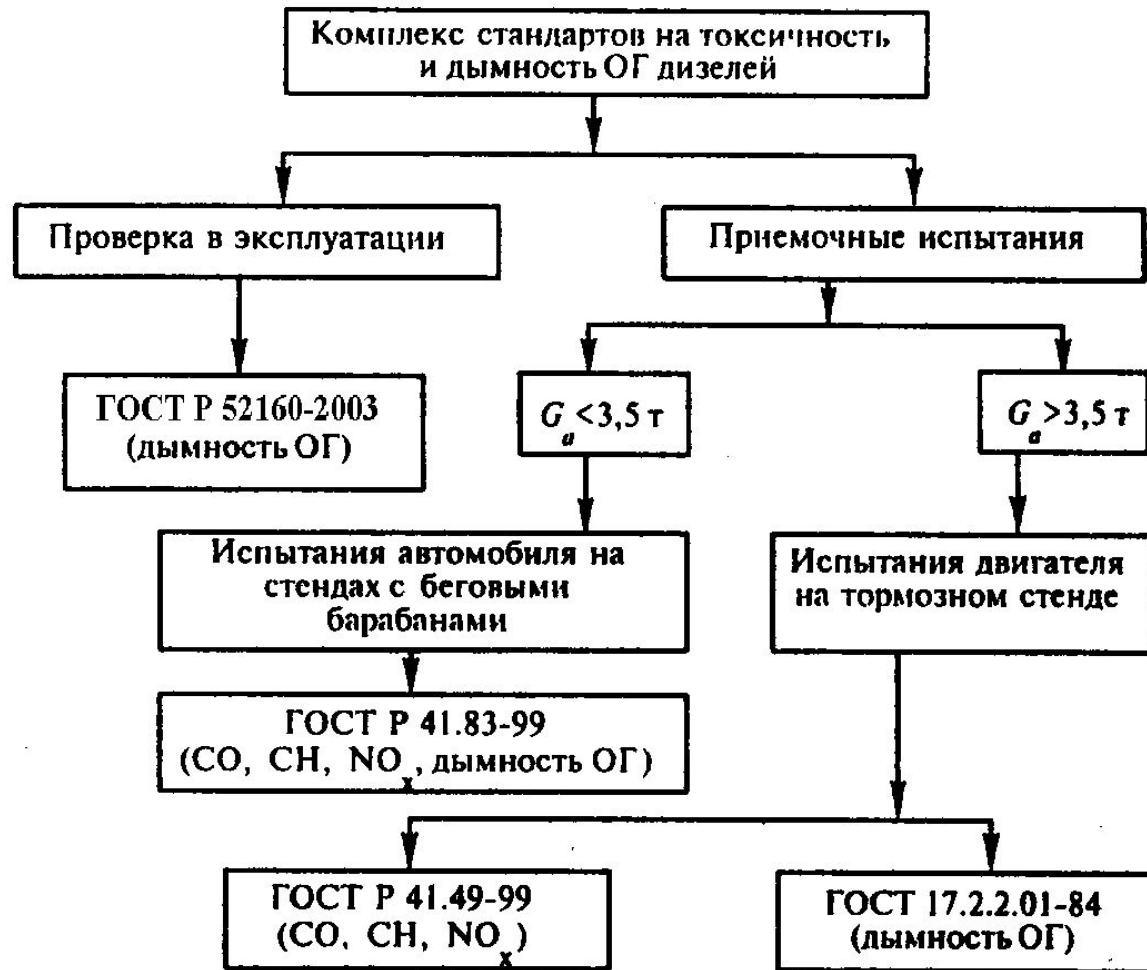 Комплекс стандартов на токсичность
и дымность ОГ дизелей
Проверка в эксплуатации
Приемочные испытания
ГОСТ Р 52160-2003
(дымность ОГ)
Gа<3,5 т
Gа>3,5 т
Испытания автомобиля на
стендах с беговыми
барабанами
Испытания двигателя
на тормозном стенде
ГОСТ Р 41.83-99
(CO, CH, NOx, дымность ОГ)
ГОСТ Р 41.49-99
(CO, CH, NOx)
ГОСТ 17.2.2.01-84
(дымность ОГ)